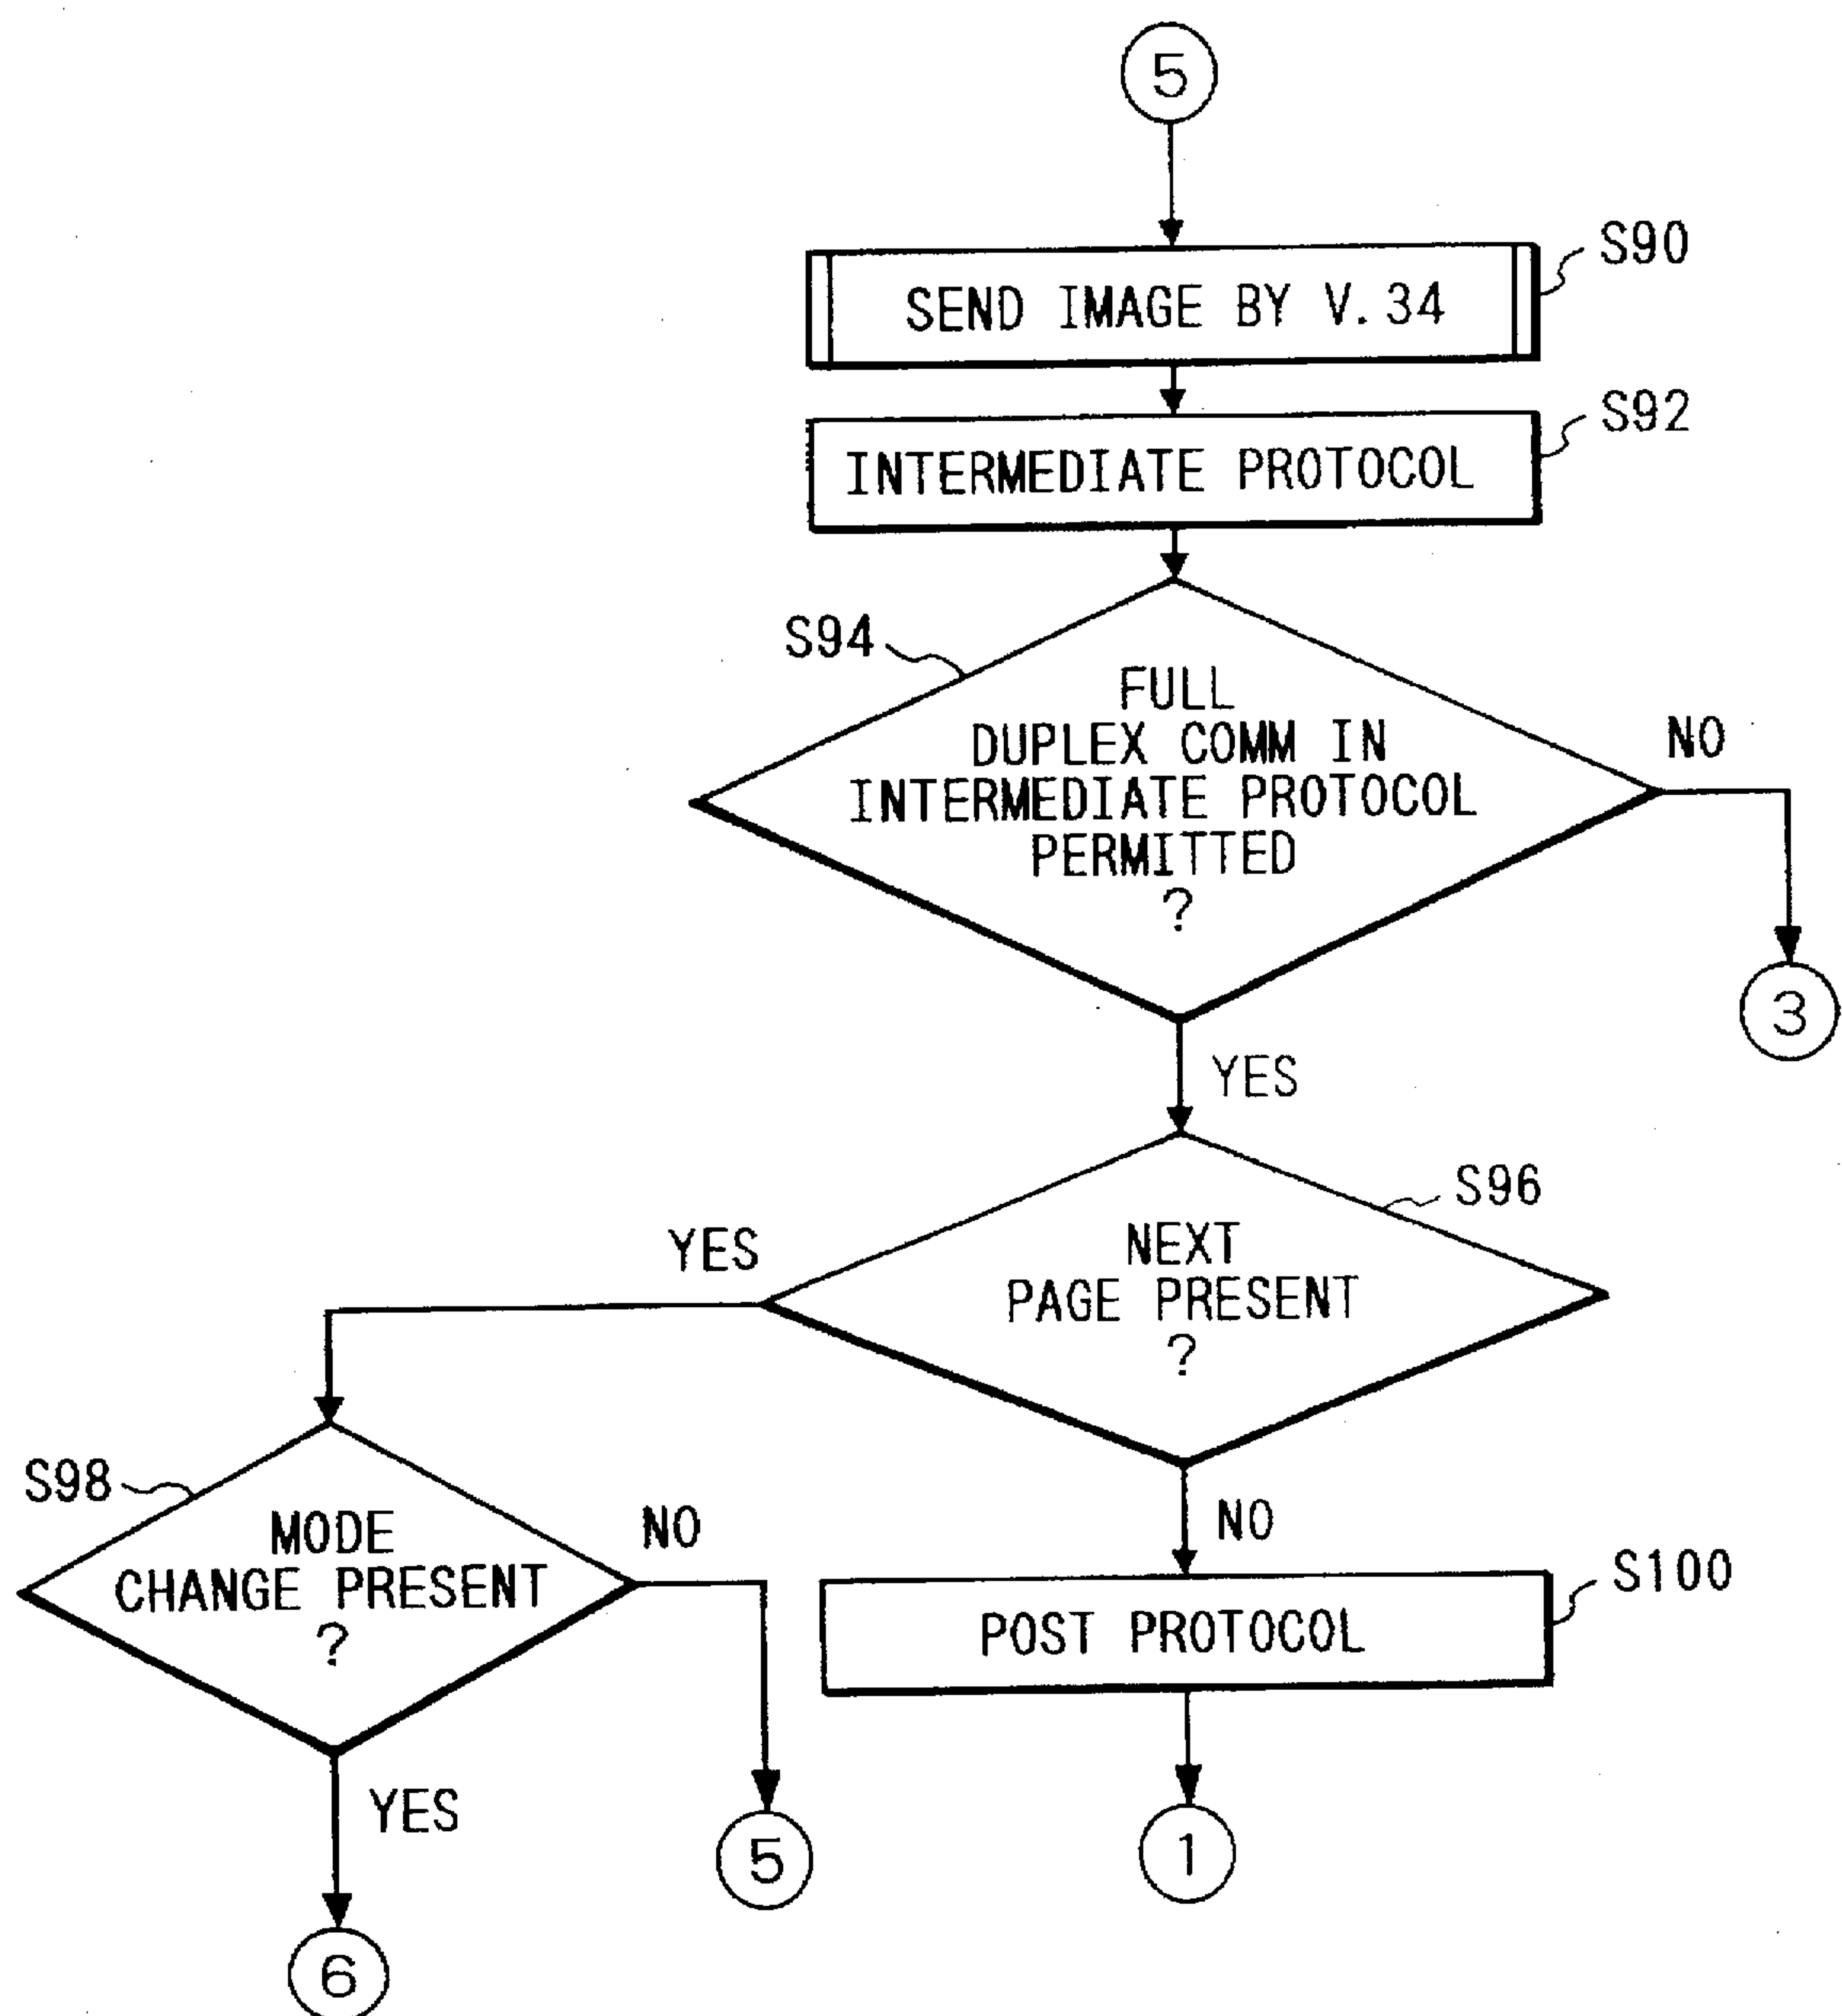 5
S90
SEND IMAGE BY V.34
S92
INTERMEDIATE PROTOCOL
S94
FULL
DUPLEX COMM IN
INTERMEDIATE PROTOCOL
PERMITTED
?
NO
3
YES
S96
NEXT
PAGE PRESENT
?
YES
S98
MODE
CHANGE PRESENT
?
NO
NO
S100
POST PROTOCOL
YES
5
1
6